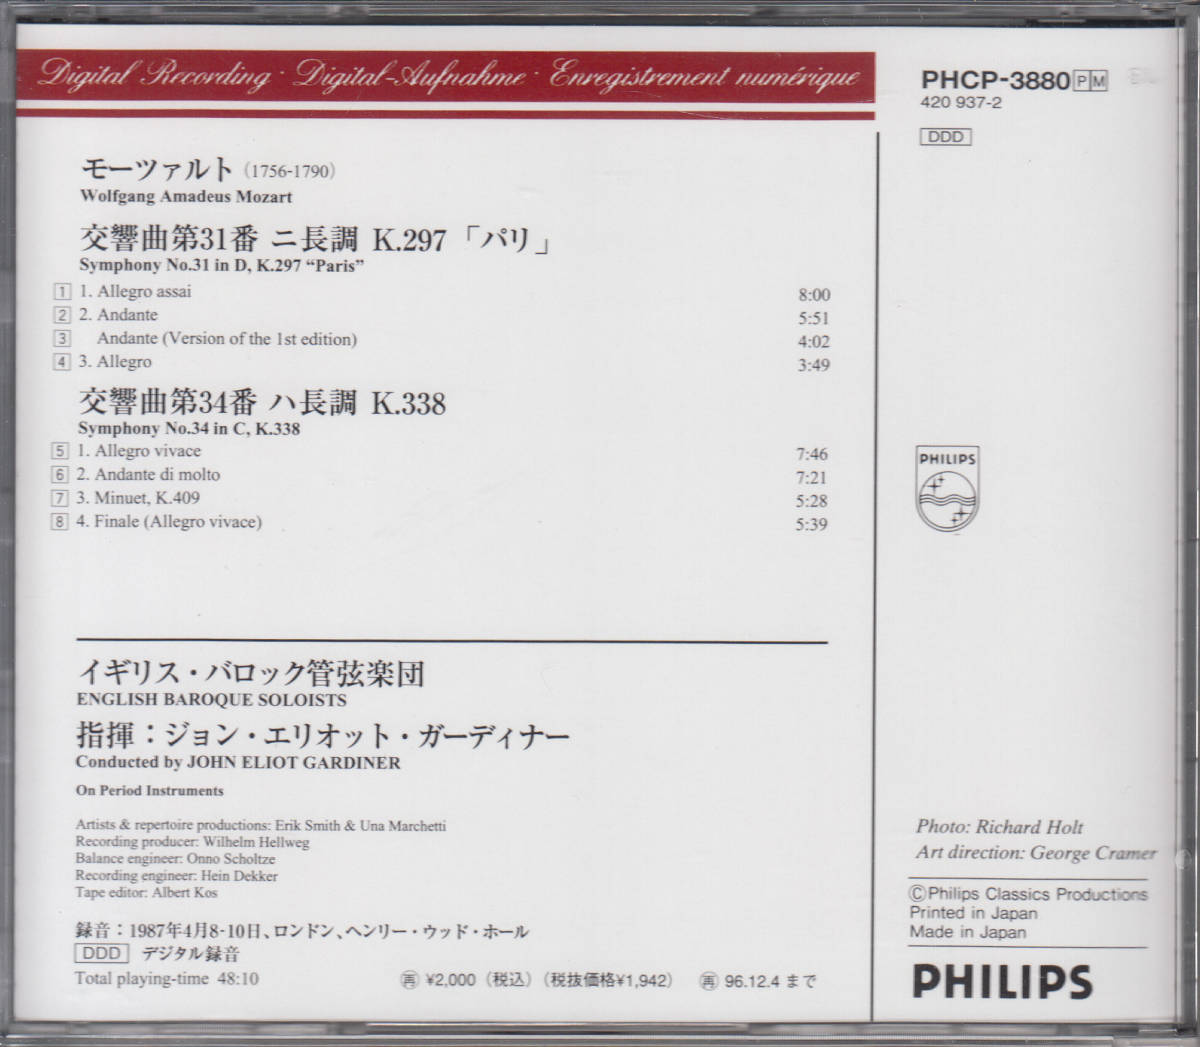 Digital Recording · Digital-Aufnahme · Enregistrement numérique
モーツァルト (1756-1790)
Wolfgang Amadeus Mozart
交響曲第31番 ニ長調 K.297「パリ」
Symphony No.31 in D, K.297 “Paris”
1 1. Allegro assai 8:00
2 2. Andante 5:51
3 Andante (Version of the 1st edition) 4:02
4 3. Allegro 3:49
交響曲第34番 ハ長調 K.338
Symphony No.34 in C, K.338
5 1. Allegro vivace 7:46
6 2. Andante di molto 7:21
7 3. Minuet, K.409 5:28
8 4. Finale (Allegro vivace) 5:39
イギリス・バロック管弦楽団
ENGLISH BAROQUE SOLOISTS
指揮：ジョン・エリオット・ガーディナー
Conducted by JOHN ELIOT GARDINER
On Period Instruments
Artists & repertoire productions: Erik Smith & Una Marchetti
Recording producer: Wilhelm Hellweg
Balance engineer: Onno Scholtze
Recording engineer: Hein Dekker
Tape editor: Albert Kos
録音：1987年4月8-10日、ロンドン、ヘンリー・ウッド・ホール
DDD デジタル録音
Total playing-time 48:10 再 ¥2,000（税込）（税抜価格¥1,942） 再 96.12.4 まで
PHCP-3880 P M
420 937-2
DDD
PHILIPS
Photo: Richard Holt
Art direction: George Cramer
©Philips Classics Productions
Printed in Japan
Made in Japan
PHILIPS